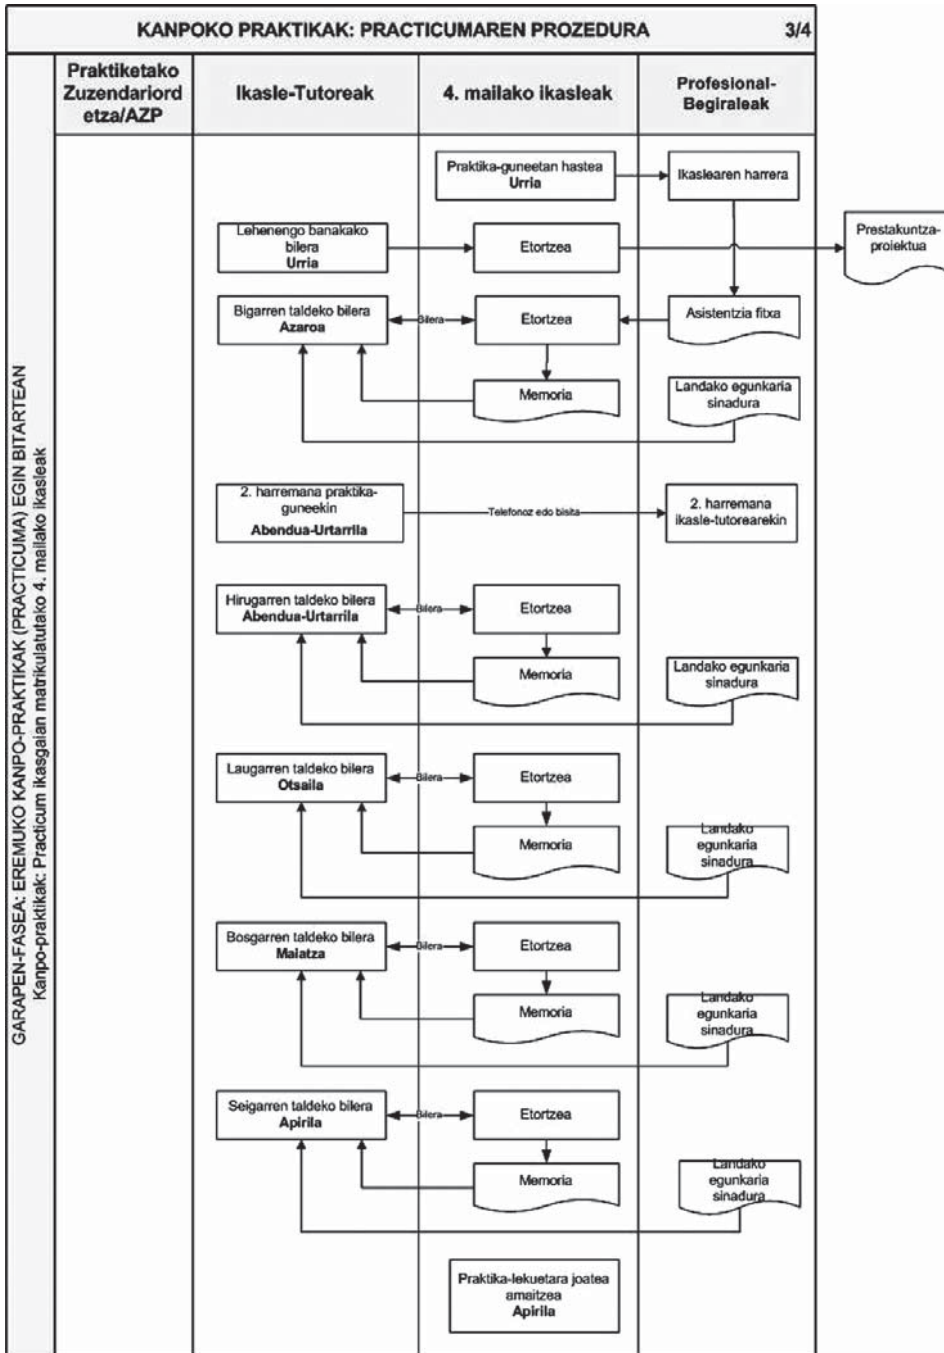 KANPOKO PRAKTIKAK: PRACTICUMAREN PROZEDURA 3/4
GARAPEN-FASEA: EREMUKO KANPO-PRAKTIKAK (PRACTICUMA) EGIN BITARTEAN
Kanpo-praktikak: Practicum ikasgaian matrikulatutako 4. mailako ikasleak
Praktiketako
Zuzendariord
etza/AZP
Ikasle-Tutoreak
4. mailako ikasleak
Profesional-
Begiraleak
Praktika-guneetan hastea
Urria
Ikaslearen harrera
Lehenengo banakako
bilera
Urria
Etortzea
Prestakuntza-
proiektua
Bigarren taldeko bilera
Azaroa
Bilera
Etortzea
Asistentzia fitxa
Memoria
Landako egunkaria
sinadura
2. harremana praktika-
guneekin
Abendua-Urtarrila
Telefonoz edo bisita
2. harremana
ikasle-tutorearekin
Hirugarren taldeko bilera
Abendua-Urtarrila
Bilera
Etortzea
Memoria
Landako egunkaria
sinadura
Laugarren taldeko bilera
Otsaila
Bilera
Etortzea
Memoria
Landako
egunkaria
sinadura
Bosgarren taldeko bilera
Maiatza
Bilera
Etortzea
Memoria
Landako
egunkaria
sinadura
Seigarren taldeko bilera
Apirila
Bilera
Etortzea
Memoria
Landako
egunkaria
sinadura
Praktika-lekuetara joatea
amaitzea
Apirila